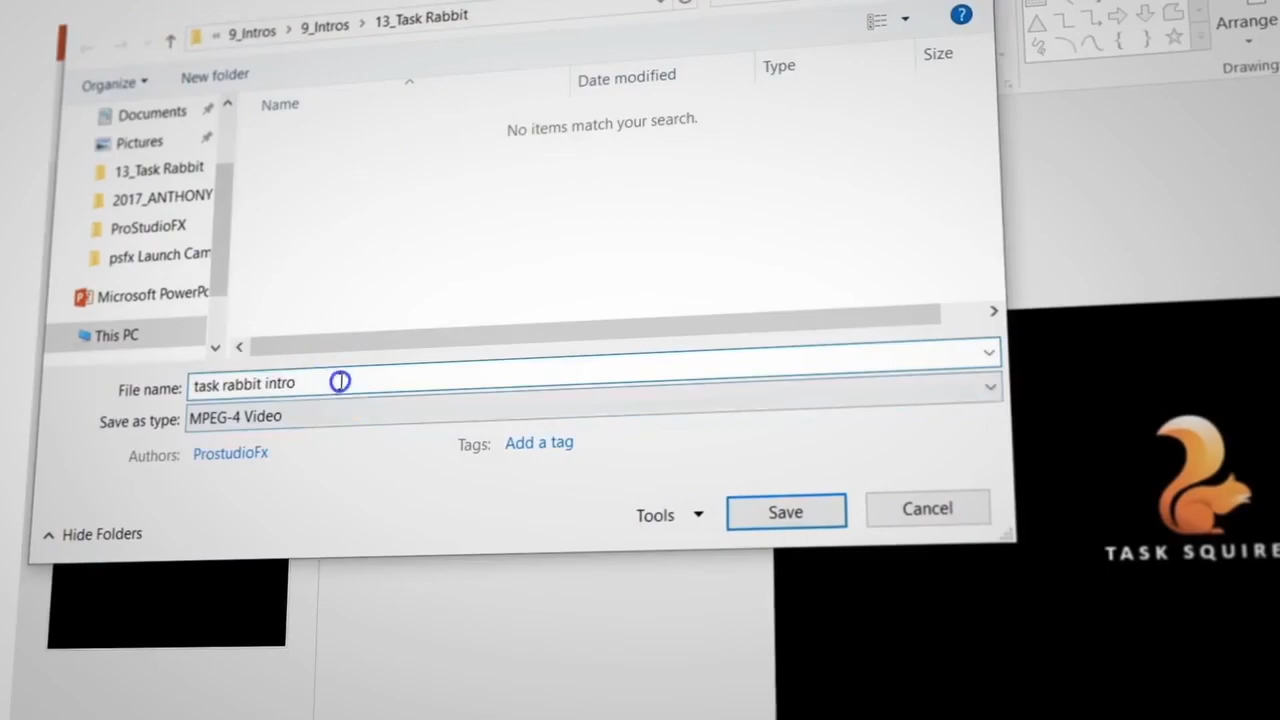 « 9_Intros > 9_Intros > 13_Task Rabbit
Organize
New folder
Name
Date modified
Type
Size
No items match your search.
Documents
Pictures
13_Task Rabbit
2017_ANTHONY
ProStudioFX
psfx Launch Cam
Microsoft PowerPo
This PC
File name: task rabbit intro
Save as type: MPEG-4 Video
Authors: ProstudioFx
Tags: Add a tag
Hide Folders
Tools
Save
Cancel
Arrange
Drawing
TASK SQUIRE